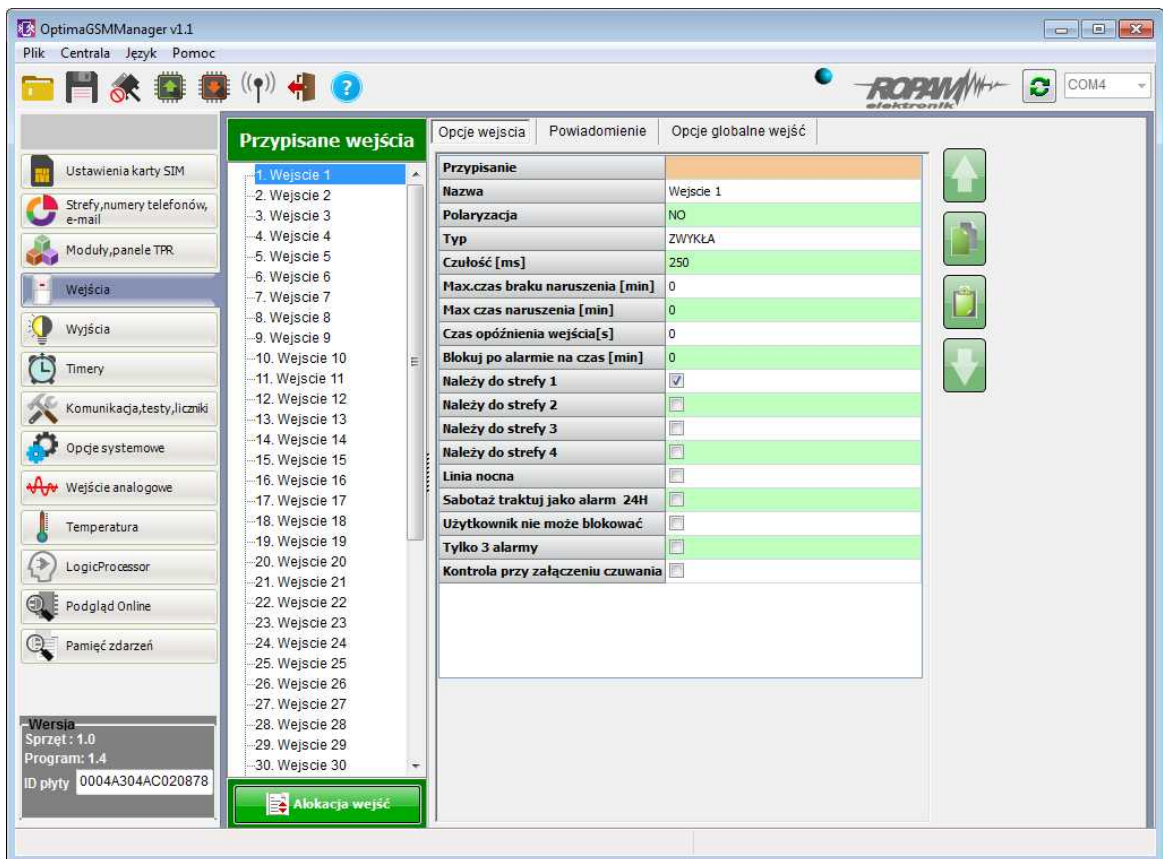 OptimaGSMManager v1.1
Plik Centrala Język Pomoc
ROPAM
elektronik
COM4
Ustawienia karty SIM
Strefy,numery telefonów,
e-mail
Moduły,panele TPR
Wejścia
Wyjścia
Timery
Komunikacja,testy,liczniki
Opcje systemowe
Wejście analogowe
Temperatura
LogicProcessor
Podgląd Online
Pamięć zdarzeń
Wersja
Sprzęt : 1.0
Program: 1.4
ID płyty 0004A304AC020878
Przypisane wejścia
1. Wejscie 1
2. Wejscie 2
3. Wejscie 3
4. Wejscie 4
5. Wejscie 5
6. Wejscie 6
7. Wejscie 7
8. Wejscie 8
9. Wejscie 9
10. Wejscie 10
11. Wejscie 11
12. Wejscie 12
13. Wejscie 13
14. Wejscie 14
15. Wejscie 15
16. Wejscie 16
17. Wejscie 17
18. Wejscie 18
19. Wejscie 19
20. Wejscie 20
21. Wejscie 21
22. Wejscie 22
23. Wejscie 23
24. Wejscie 24
25. Wejscie 25
26. Wejscie 26
27. Wejscie 27
28. Wejscie 28
29. Wejscie 29
30. Wejscie 30
Alokacja wejść
Opcje wejscia Powiadomienie Opcje globalne wejść
Przypisanie
Nazwa Wejscie 1
Polaryzacja NO
Typ ZWYKŁA
Czułość [ms] 250
Max.czas braku naruszenia [min] 0
Max czas naruszenia [min] 0
Czas opóźnienia wejścia[s] 0
Blokuj po alarmie na czas [min] 0
Należy do strefy 1
Należy do strefy 2
Należy do strefy 3
Należy do strefy 4
Linia nocna
Sabotaż traktuj jako alarm 24H
Użytkownik nie może blokować
Tylko 3 alarmy
Kontrola przy załączeniu czuwania